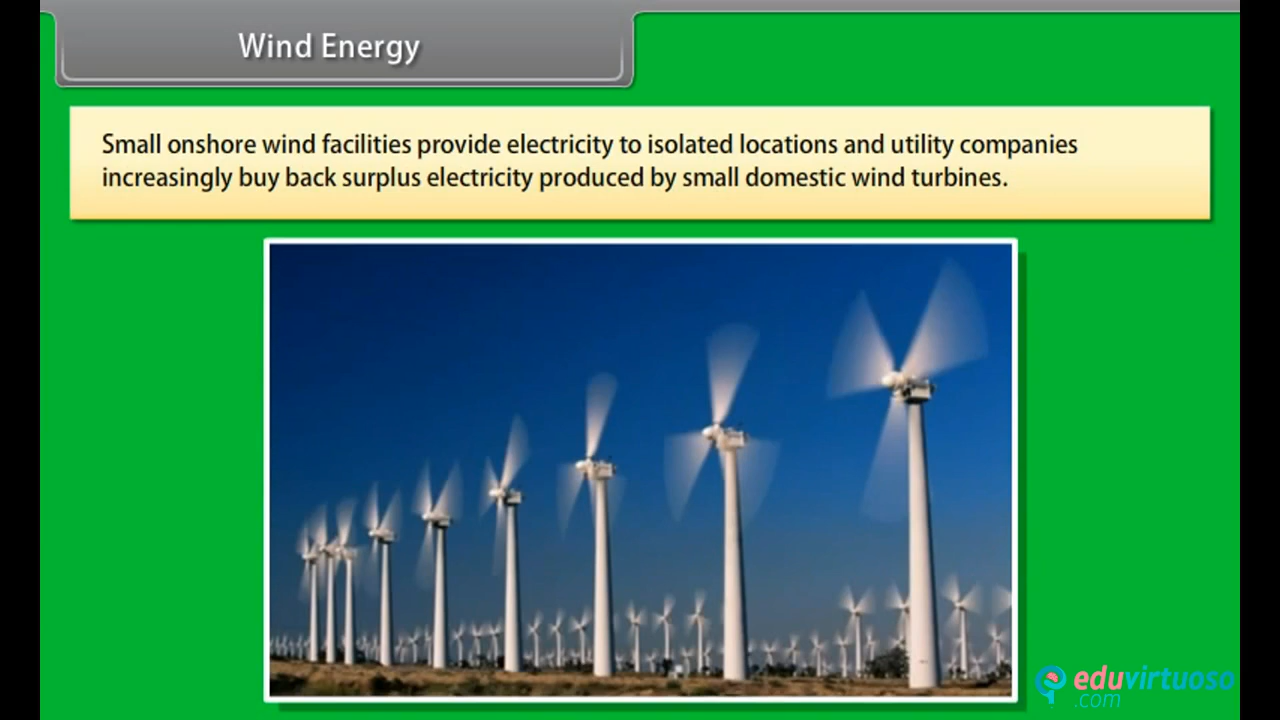 Wind Energy
Small onshore wind facilities provide electricity to isolated locations and utility companies
increasingly buy back surplus electricity produced by small domestic wind turbines.
eduvirtuoso
.com